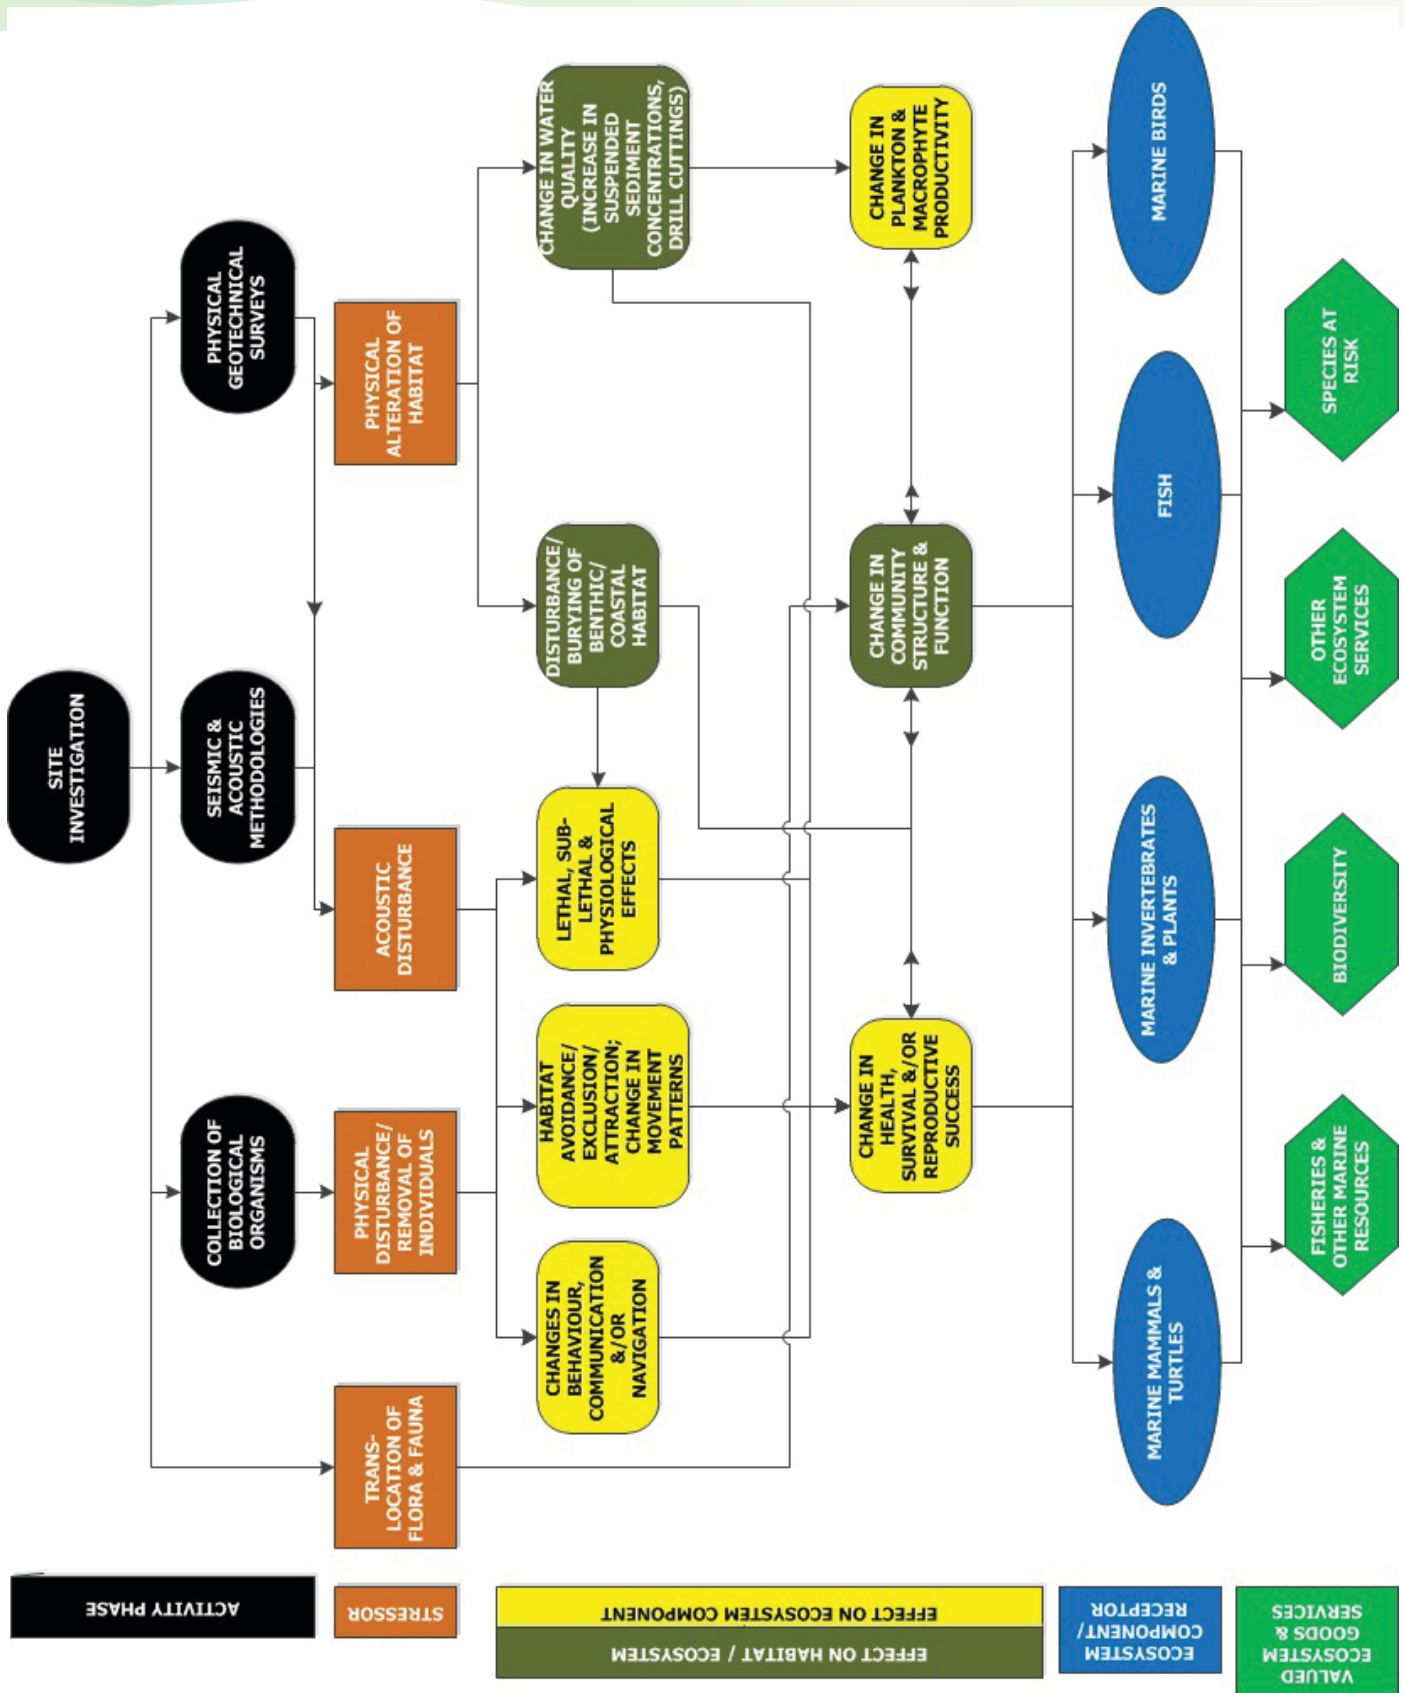 SITE
INVESTIGATION
COLLECTION OF
BIOLOGICAL
ORGANISMS
SEISMIC &
ACOUSTIC
METHODOLOGIES
PHYSICAL
GEOTECHNICAL
SURVEYS
TRANS-
LOCATION OF
FLORA & FAUNA
PHYSICAL
DISTURBANCE/
REMOVAL OF
INDIVIDUALS
ACOUSTIC
DISTURBANCE
PHYSICAL
ALTERATION OF
HABITAT
CHANGES IN
BEHAVIOUR,
COMMUNICATION
&/OR
NAVIGATION
HABITAT
AVOIDANCE/
EXCLUSION/
ATTRACTION;
CHANGE IN
MOVEMENT
PATTERNS
LETHAL, SUB-
LETHAL &
PHYSIOLOGICAL
EFFECTS
DISTURBANCE/
BURYING OF
BENTHIC/
COASTAL
HABITAT
CHANGE IN WATER
QUALITY
(INCREASE IN
SUSPENDED
SEDIMENT
CONCENTRATIONS,
DRILL CUTTINGS)
CHANGE IN
HEALTH,
SURVIVAL &/OR
REPRODUCTIVE
SUCCESS
CHANGE IN
COMMUNITY
STRUCTURE &
FUNCTION
CHANGE IN
PLANKTON &
MACROPHYTE
PRODUCTIVITY
MARINE MAMMALS &
TURTLES
MARINE INVERTEBRATES
& PLANTS
FISH
MARINE BIRDS
FISHERIES &
OTHER MARINE
RESOURCES
BIODIVERSITY
OTHER
ECOSYSTEM
SERVICES
SPECIES AT
RISK
ACTIVITY PHASE
STRESSOR
EFFECT ON ECOSYSTEM COMPONENT
EFFECT ON HABITAT / ECOSYSTEM
ECOSYSTEM
COMPONENT/
RECEPTOR
VALUED
ECOSYSTEM
GOODS &
SERVICES